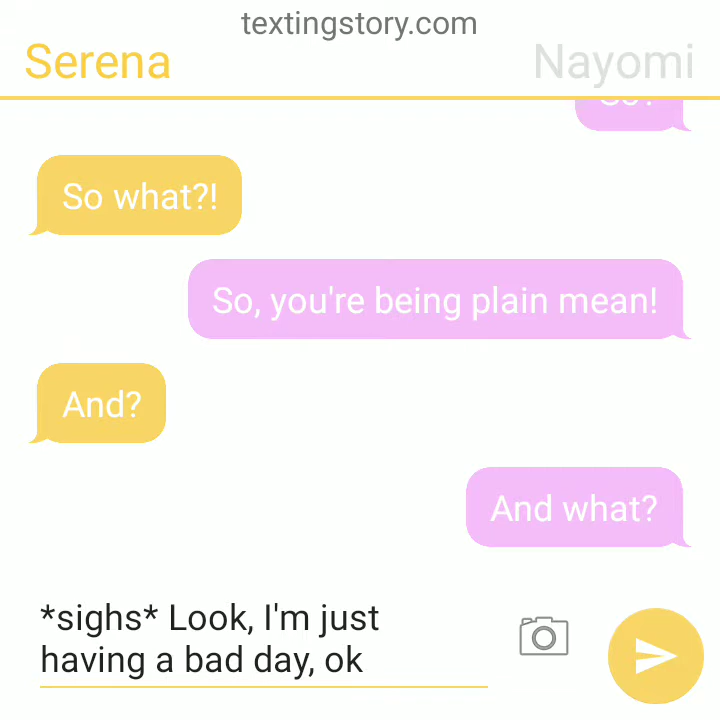 textingstory.com
Serena
Nayomi
So what?!
So, you're being plain mean!
And?
And what?
*sighs* Look, I'm just
having a bad day, ok